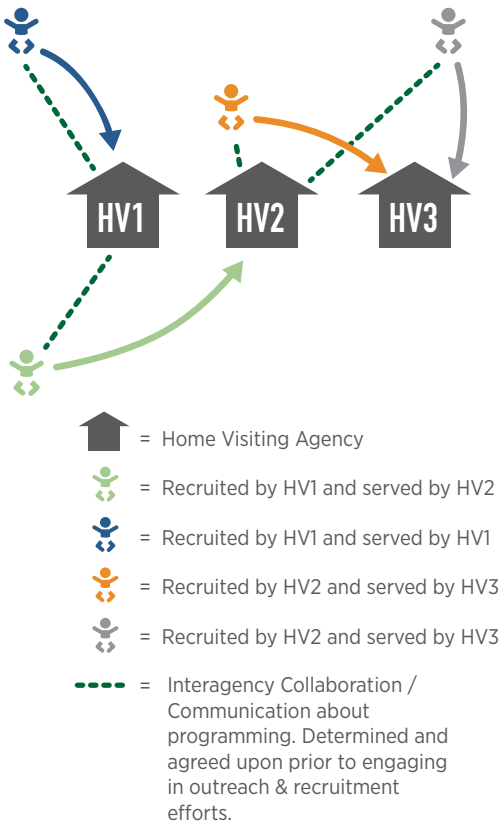 HV1
HV2
HV3
= Home Visiting Agency
= Recruited by HV1 and served by HV2
= Recruited by HV1 and served by HV1
= Recruited by HV2 and served by HV3
= Recruited by HV2 and served by HV3
= Interagency Collaboration /
Communication about
programming. Determined and
agreed upon prior to engaging
in outreach & recruitment
efforts.